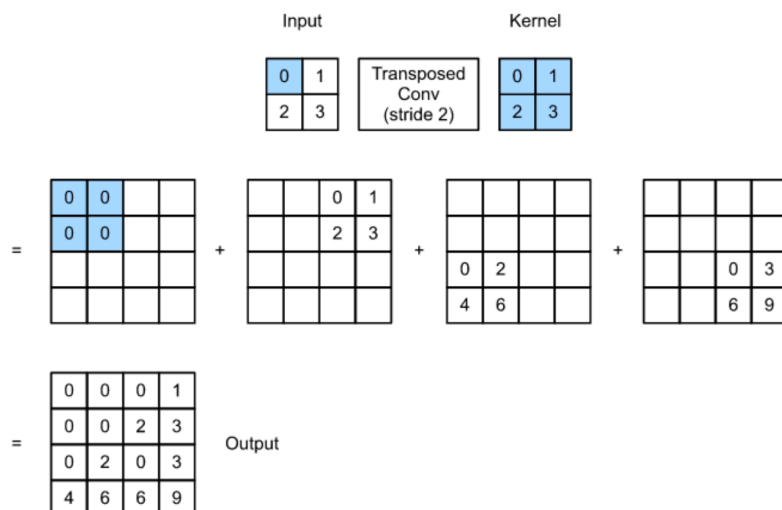 Input Kernel
0 1 Transposed 0 1
Conv
2 3 (stride 2) 2 3
0 0 0 1
= 0 0 + 2 3 + + 
0 2 0 3
4 6 6 9
0 0 0 1
= 0 0 2 3 Output
0 2 0 3
4 6 6 9